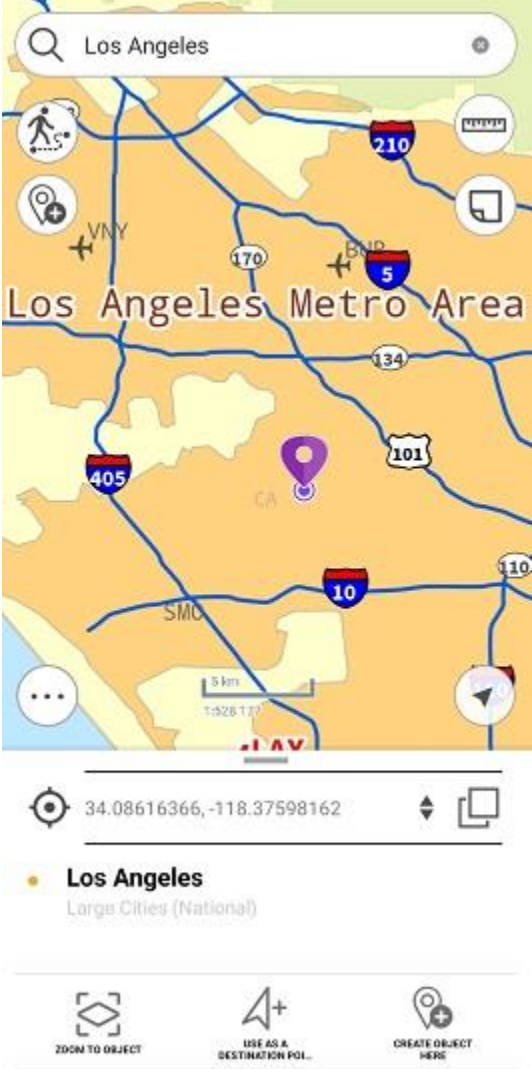 Los Angeles
210
VNY
170
BUR
5
Los Angeles Metro Area
134
101
405
CA
110
10
SMO
5 km
LAX
34.08616366, -118.37598162
Los Angeles
Large Cities (National)
ZOOM TO OBJECT
USE AS A
DESTINATION POI...
CREATE OBJECT
HERE